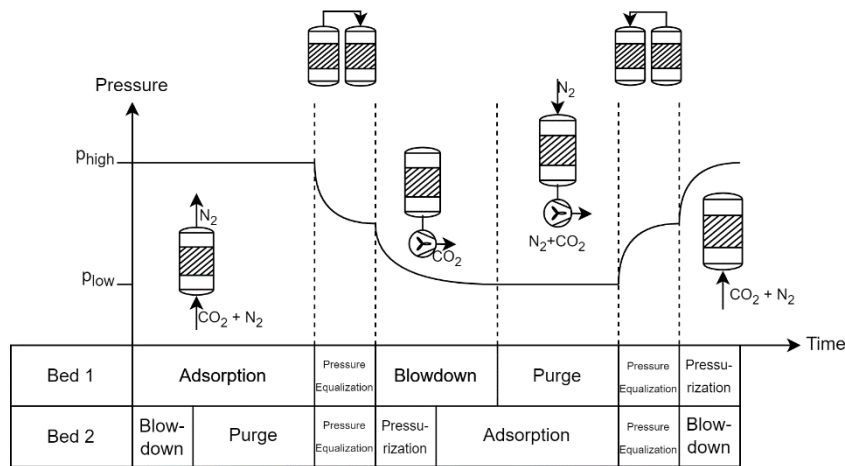 Pressure
p_high
p_low
N₂
CO₂ + N₂
CO₂
N₂
N₂+CO₂
CO₂ + N₂
Time
Bed 1
Adsorption
Pressure
Equalization
Blowdown
Purge
Pressure
Equalization
Pressu-
rization
Bed 2
Blow-
down
Purge
Pressure
Equalization
Pressu-
rization
Adsorption
Pressure
Equalization
Blow-
down